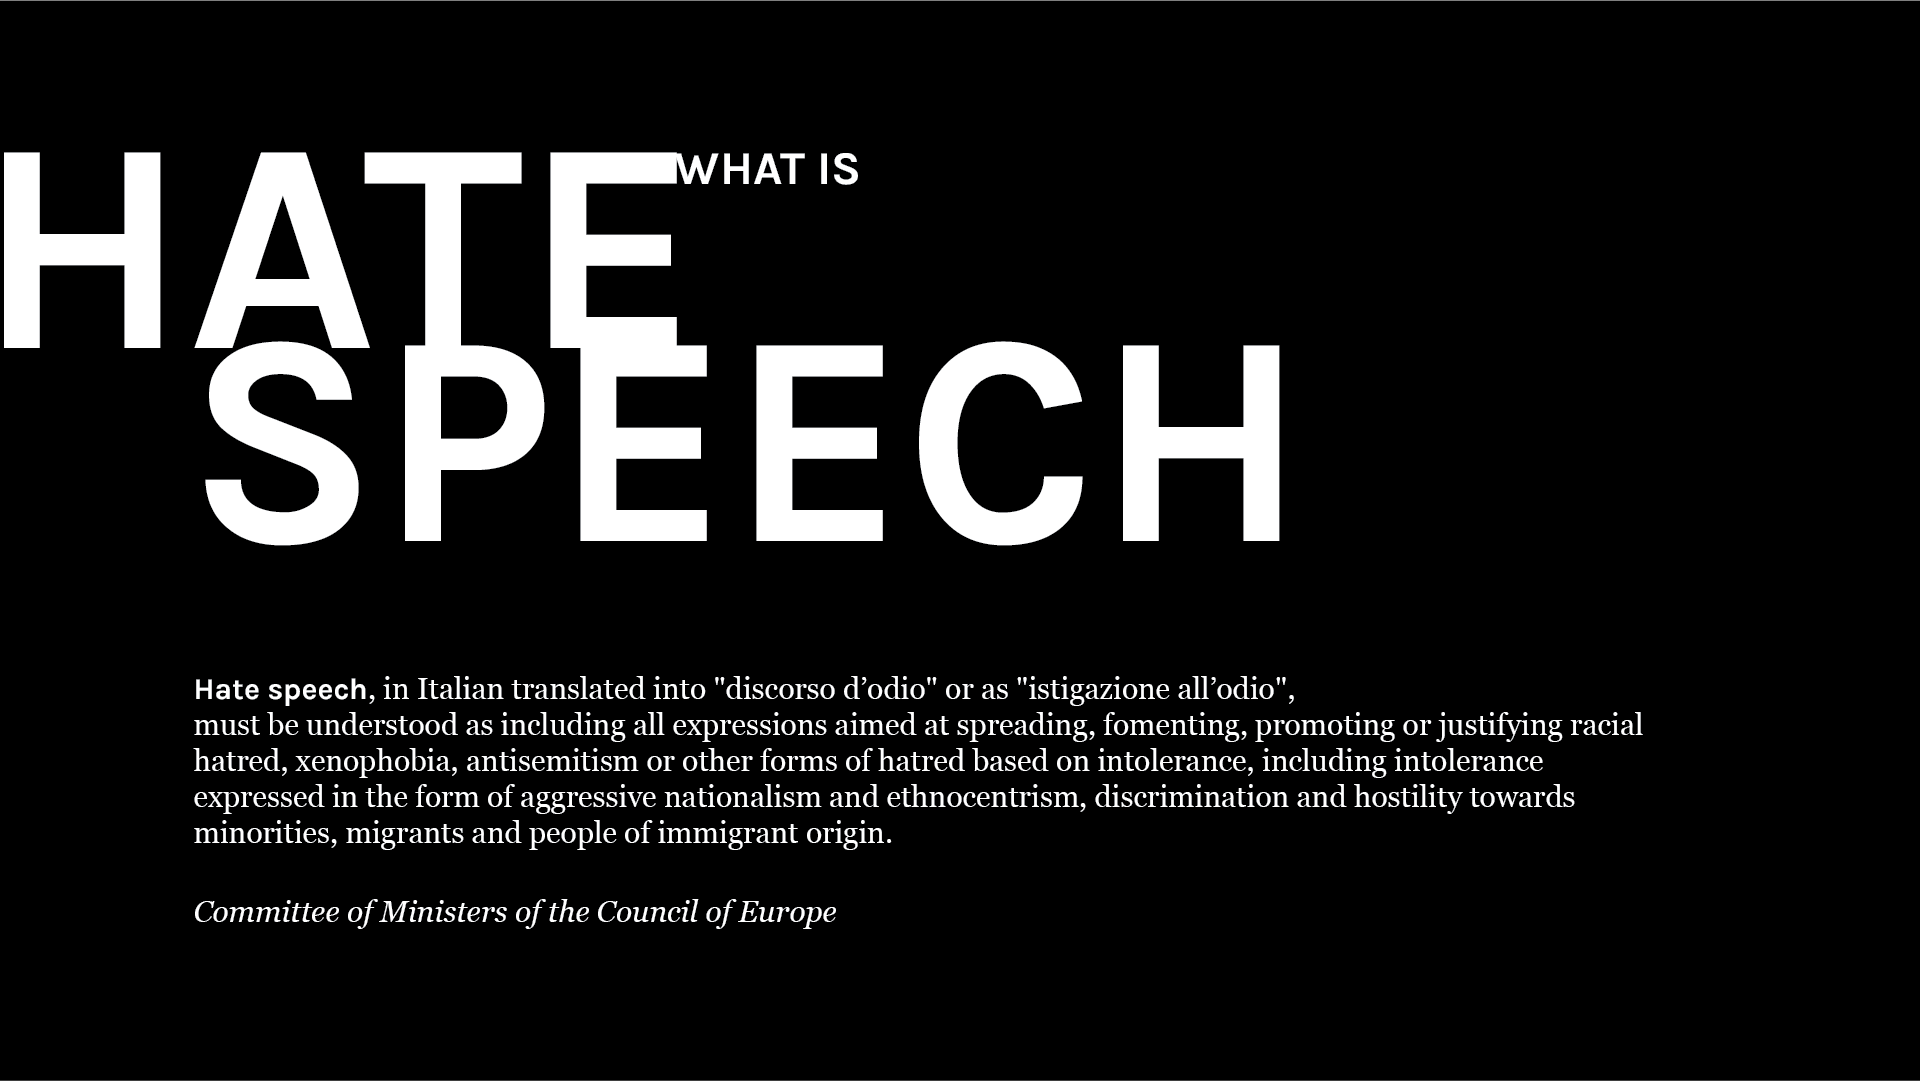 WHAT IS
HATE
SPEECH
Hate speech, in Italian translated into "discorso d’odio" or as "istigazione all’odio",
must be understood as including all expressions aimed at spreading, fomenting, promoting or justifying racial
hatred, xenophobia, antisemitism or other forms of hatred based on intolerance, including intolerance
expressed in the form of aggressive nationalism and ethnocentrism, discrimination and hostility towards
minorities, migrants and people of immigrant origin.
Committee of Ministers of the Council of Europe